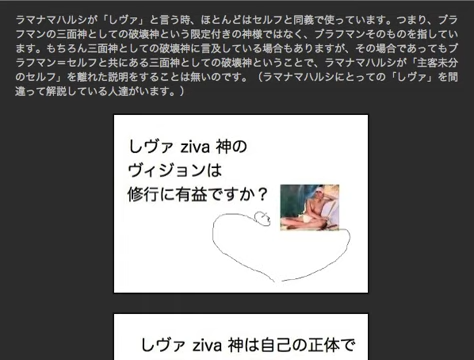 ラマナマハルシが「しヴァ」と言う時、ほとんどはセルフと同義で使っています。つまり、ブラ
フマンの三面神としての破壊神という限定付きの神様ではなく、ブラフマンそのものを指してい
ます。もちろん三面神としての破壊神に言及している場合もありますが、その場合であってもブ
ラフマン＝セルフと共にある三面神としての破壊神ということで、ラマナマハルシが「主客未分
のセルフ」を離れた説明をすることは無いのです。（ラマナマハルシにとっての「しヴァ」を間
違って解説している人達がいます。）
しヴァ ziva 神の
ヴィジョンは
修行に有益ですか？
しヴァ ziva 神は自己の正体で